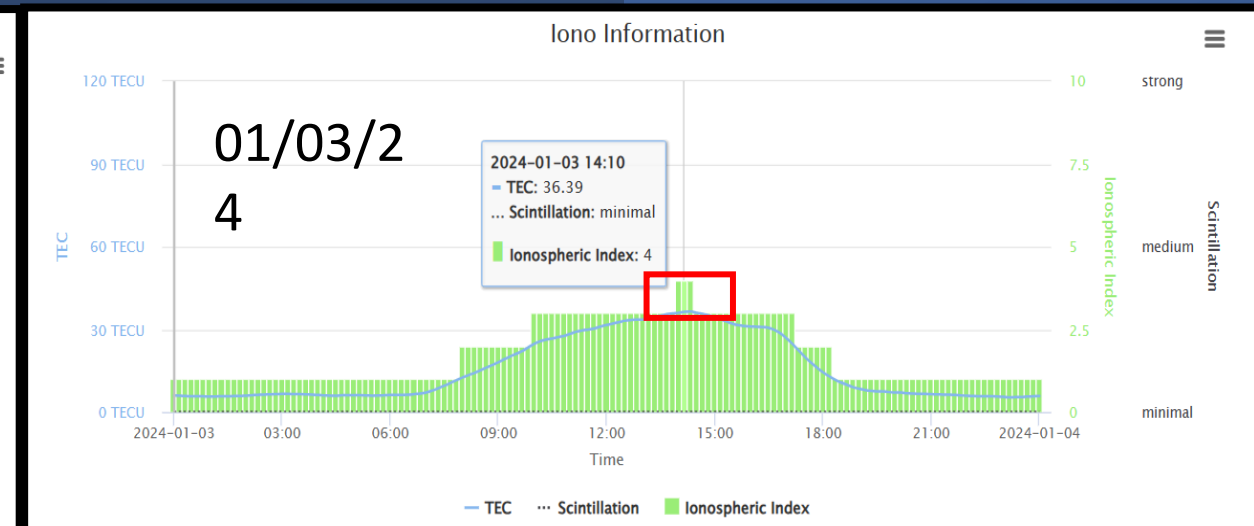 Iono Information
120 TECU
90 TECU
60 TECU
30 TECU
0 TECU
TEC
01/03/2
4
2024-01-03 14:10
TEC: 36.39
... Scintillation: minimal
Ionospheric Index: 4
10
7.5
5
2.5
0
Ionospheric Index
strong
medium
minimal
Scintillation
2024-01-03 03:00 06:00 09:00 12:00 15:00 18:00 21:00 2024-01-04
Time
TEC ... Scintillation Ionospheric Index